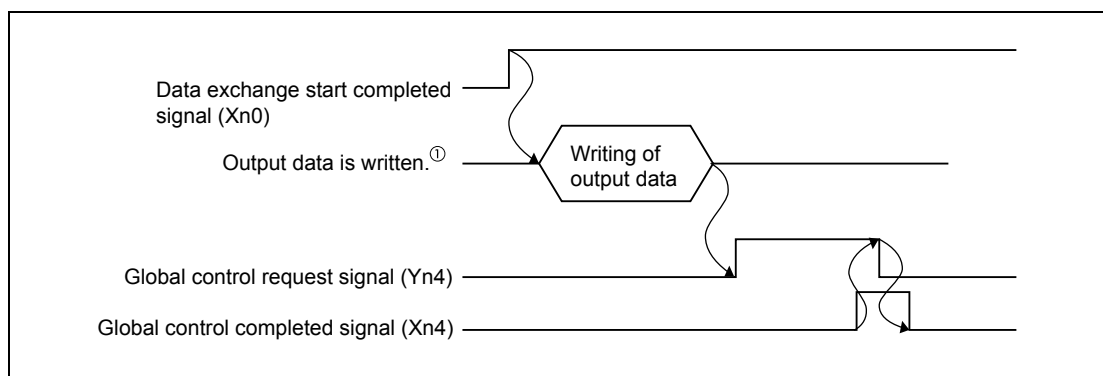 Data exchange start completed
signal (Xn0)
Output data is written.①
Writing of
output data
Global control request signal (Yn4)
Global control completed signal (Xn4)